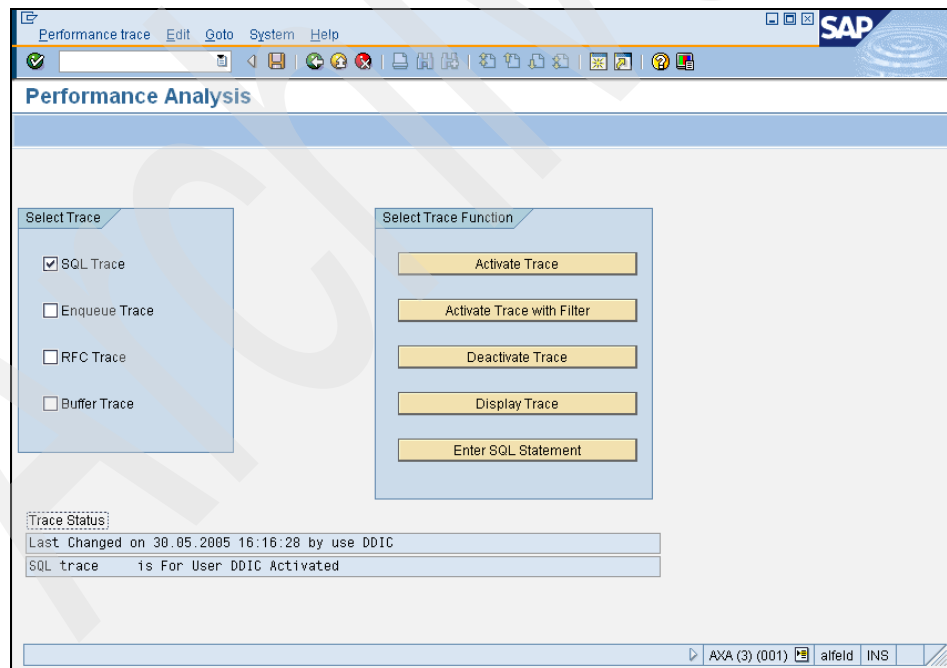 Performance trace Edit Goto System Help
SAP
Performance Analysis
Select Trace
SQL Trace
Enqueue Trace
RFC Trace
Buffer Trace
Select Trace Function
Activate Trace
Activate Trace with Filter
Deactivate Trace
Display Trace
Enter SQL Statement
Trace Status
Last Changed on 30.05.2005 16:16:28 by use DDIC
SQL trace is For User DDIC Activated
AXA (3) (001) alfeld INS